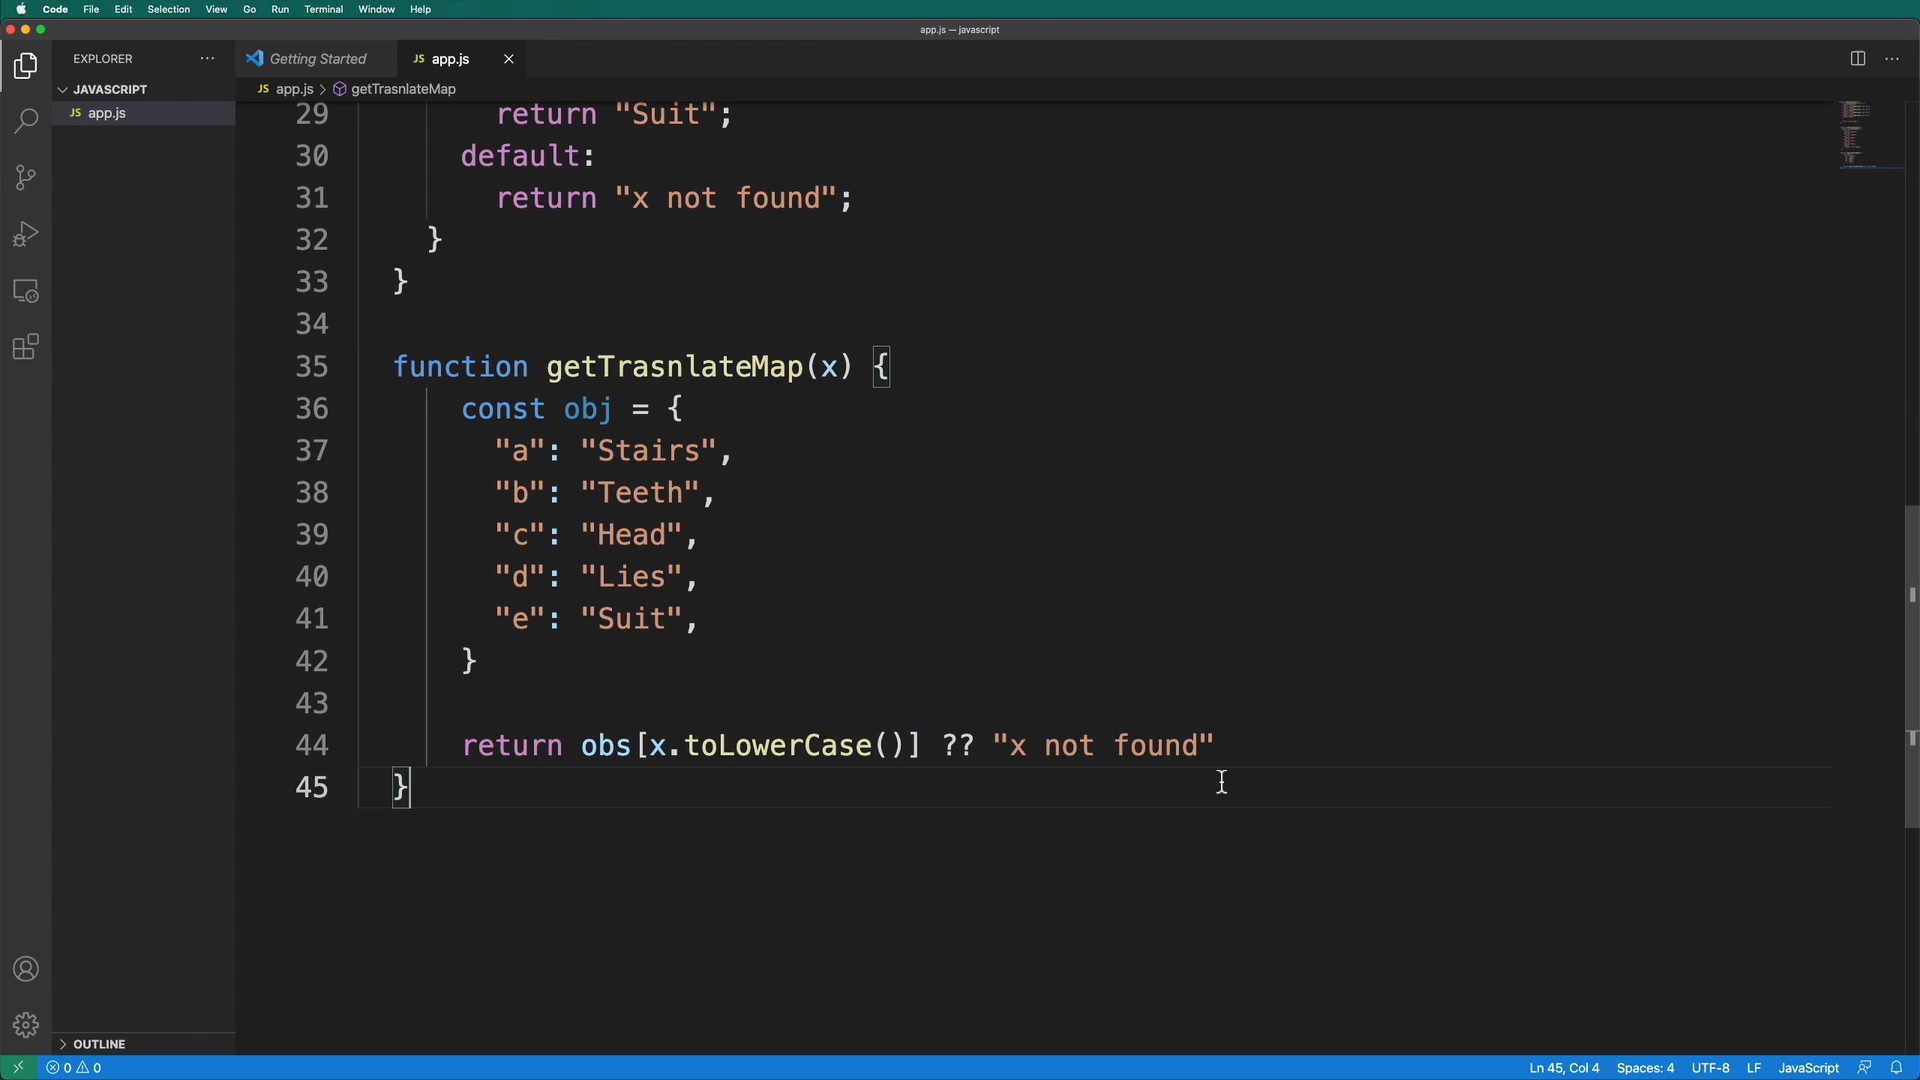 Code File Edit Selection View Go Run Terminal Window Help
app.js — javascript
EXPLORER ···
Getting Started
JS app.js ×
JAVASCRIPT
JS app.js > getTrasnlateMap
JS app.js
29 return "Suit";
30 default:
31 return "x not found";
32 }
33 }
34
35 function getTrasnlateMap(x) {
36 const obj = {
37 "a": "Stairs",
38 "b": "Teeth",
39 "c": "Head",
40 "d": "Lies",
41 "e": "Suit",
42 }
43
44 return obs[x.toLowerCase()] ?? "x not found"
45 }
OUTLINE
0 0 Ln 45, Col 4 Spaces: 4 UTF-8 LF JavaScript